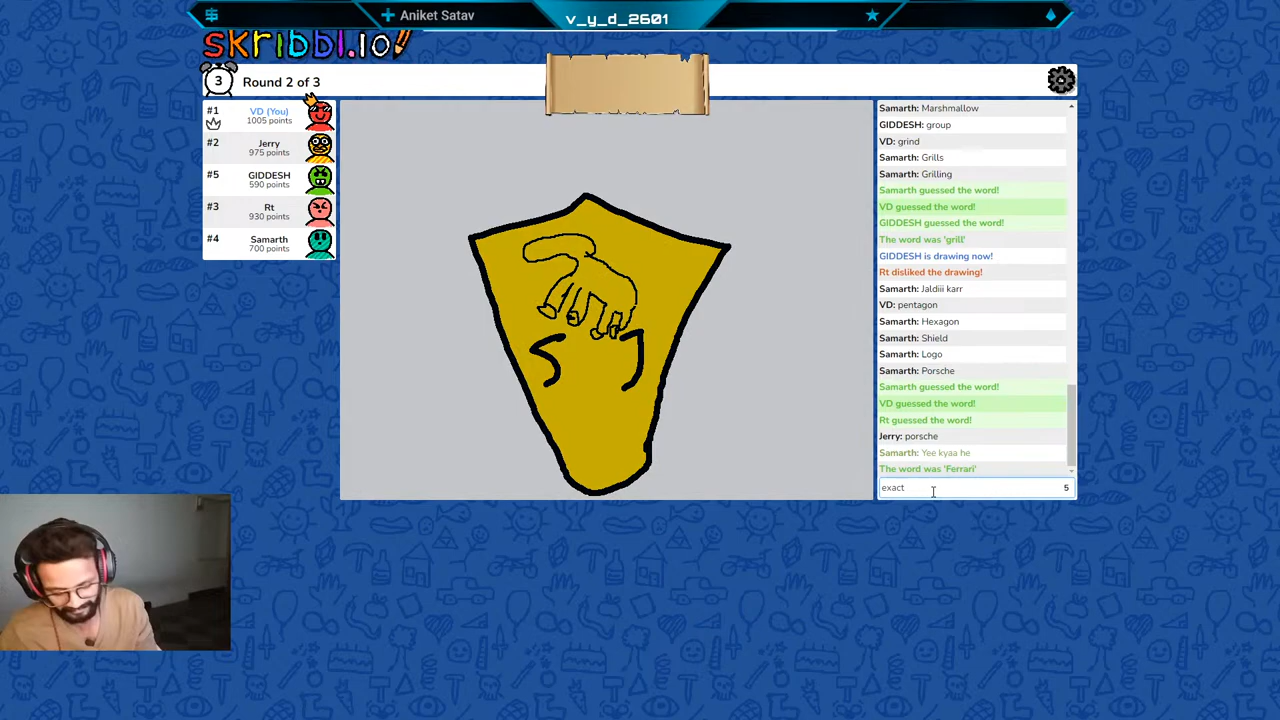 Aniket Satav
v_y_d_2601
skribbl.io
3
Round 2 of 3
#1
VD (You)
1005 points
#2
Jerry
975 points
#5
GIDDESH
590 points
#3
Rt
930 points
#4
Samarth
700 points
S J
Samarth: Marshmallow
GIDDESH: group
VD: grind
Samarth: Grills
Samarth: Grilling
Samarth guessed the word!
VD guessed the word!
GIDDESH guessed the word!
The word was 'grill'
GIDDESH is drawing now!
Rt disliked the drawing!
Samarth: Jaldiii karr
VD: pentagon
Samarth: Hexagon
Samarth: Shield
Samarth: Logo
Samarth: Porsche
Samarth guessed the word!
VD guessed the word!
Rt guessed the word!
Jerry: porsche
Samarth: Yee kyaa he
The word was 'Ferrari'
exact 5